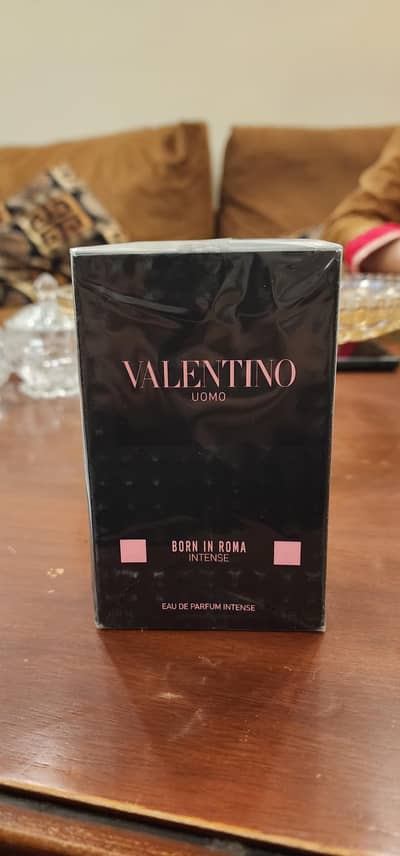 VALENTINO
UOMO
BORN IN ROMA
INTENSE
EAU DE PARFUM INTENSE